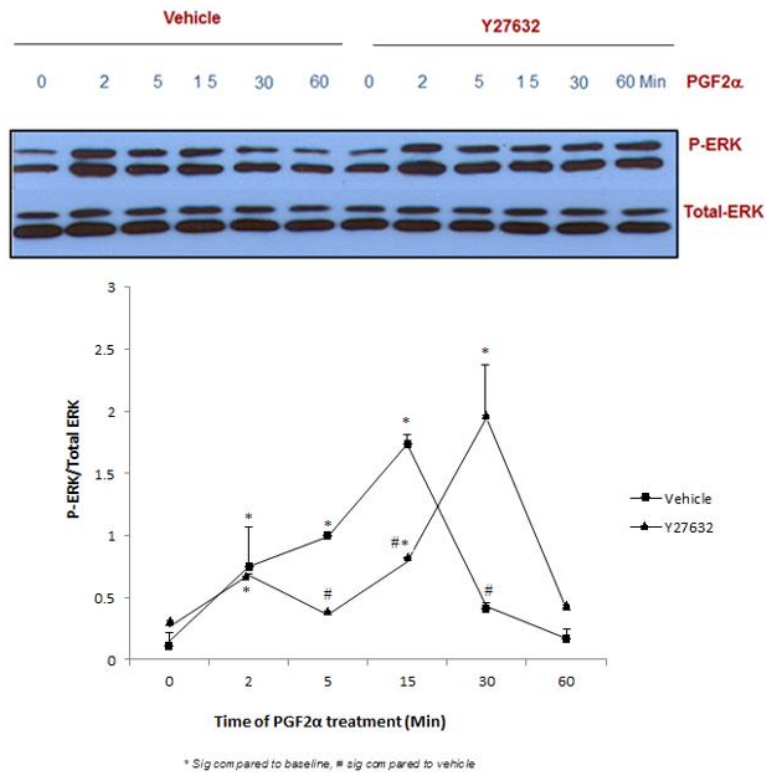 Vehicle
Y27632
0 2 5 1 5 30 60 0 2 5 15 30 60 Min PGF2α
P-ERK
Total-ERK
3
2.5
2
1.5
1
0.5
0
P-ERK/Total ERK
* * * #* *
* # #
Vehicle
Y27632
0 2 5 15 30 60
Time of PGF2α treatment (Min)
* Sig compared to baseline, # sig compared to vehicle